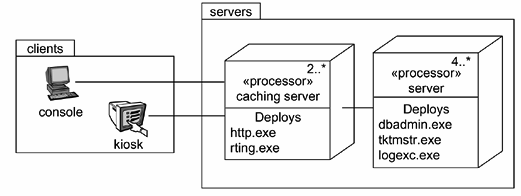 servers
clients
console
kiosk
2..*
«processor»
caching server
Deploys
http.exe
rting.exe
4..*
«processor»
server
Deploys
dbadmin.exe
tktmstr.exe
logexc.exe